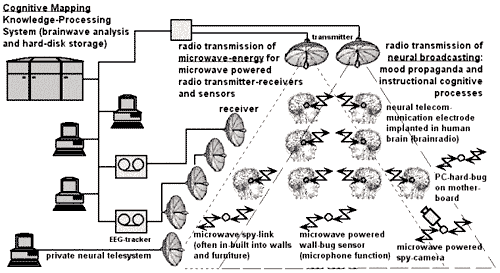 Cognitive Mapping
Knowledge-Processing
System (brainwave analysis
and hard-disk storage)
transmitter
radio transmission of
microwave-energy for
microwave powered
radio transmitter-receivers
and sensors
radio transmission of
neural broadcasting:
mood propaganda and
instructional cognitive
processes
receiver
neural telecom-
munication electrode
implanted in human
brain (brainradio)
PC-hard-bug
on mother-
board
EEG-tracker
microwave spy-link
(often in-built into walls
and furniture)
microwave powered
wall-bug sensor
(microphone function)
microwave powered
spy-camera
private neural telesystem